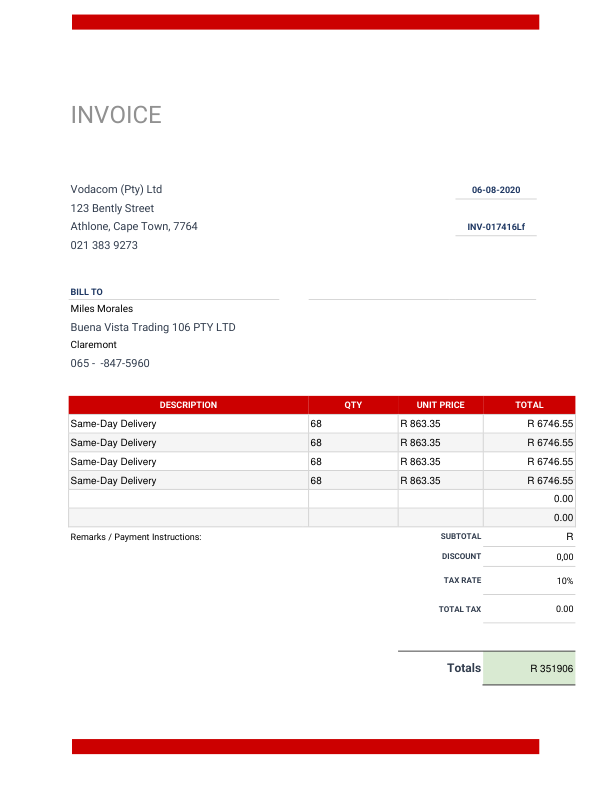 INVOICE
Vodacom (Pty) Ltd
06-08-2020
123 Bently Street
Athlone, Cape Town, 7764
INV-017416Lf
021 383 9273
BILL TO
Miles Morales
Buena Vista Trading 106 PTY LTD
Claremont
065 -  -847-5960
DESCRIPTION QTY UNIT PRICE TOTAL
Same-Day Delivery 68 R 863.35 R 6746.55
Same-Day Delivery 68 R 863.35 R 6746.55
Same-Day Delivery 68 R 863.35 R 6746.55
Same-Day Delivery 68 R 863.35 R 6746.55
0.00
0.00
Remarks / Payment Instructions: SUBTOTAL R
DISCOUNT 0,00
TAX RATE 10%
TOTAL TAX 0.00
Totals R 351906